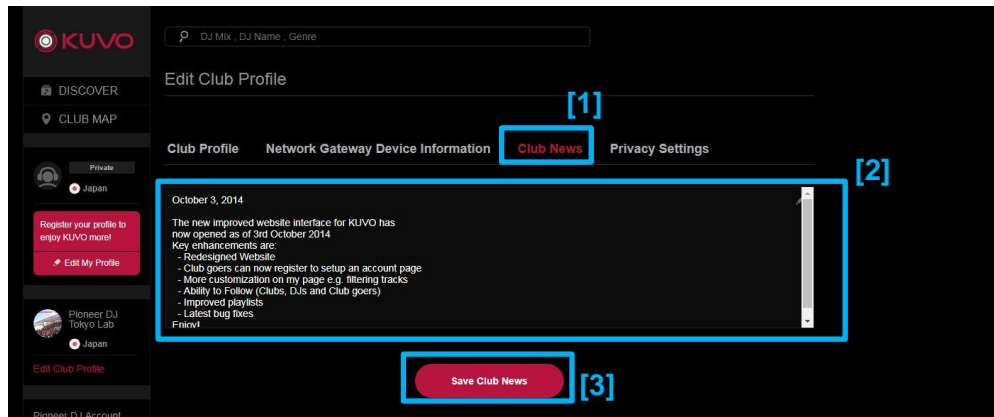 KUVO
DJ Mix , DJ Name , Genre
Edit Club Profile
DISCOVER
CLUB MAP
[1]
Club Profile
Network Gateway Device Information
Club News
Privacy Settings
[2]
Private
Japan
Register your profile to
enjoy KUVO more!
Edit My Profile
October 3, 2014
The new improved website interface for KUVO has
now opened as of 3rd October 2014
Key enhancements are:
- Redesigned Website
- Club goers can now register to setup an account page
- More customization on my page e.g. filtering tracks
- Ability to Follow (Clubs, DJs and Club goers)
- Improved playlists
- Latest bug fixes
Enjoy!
Pioneer DJ
Tokyo Lab
Japan
Edit Club Profile
Save Club News
[3]
Pioneer DJ Account